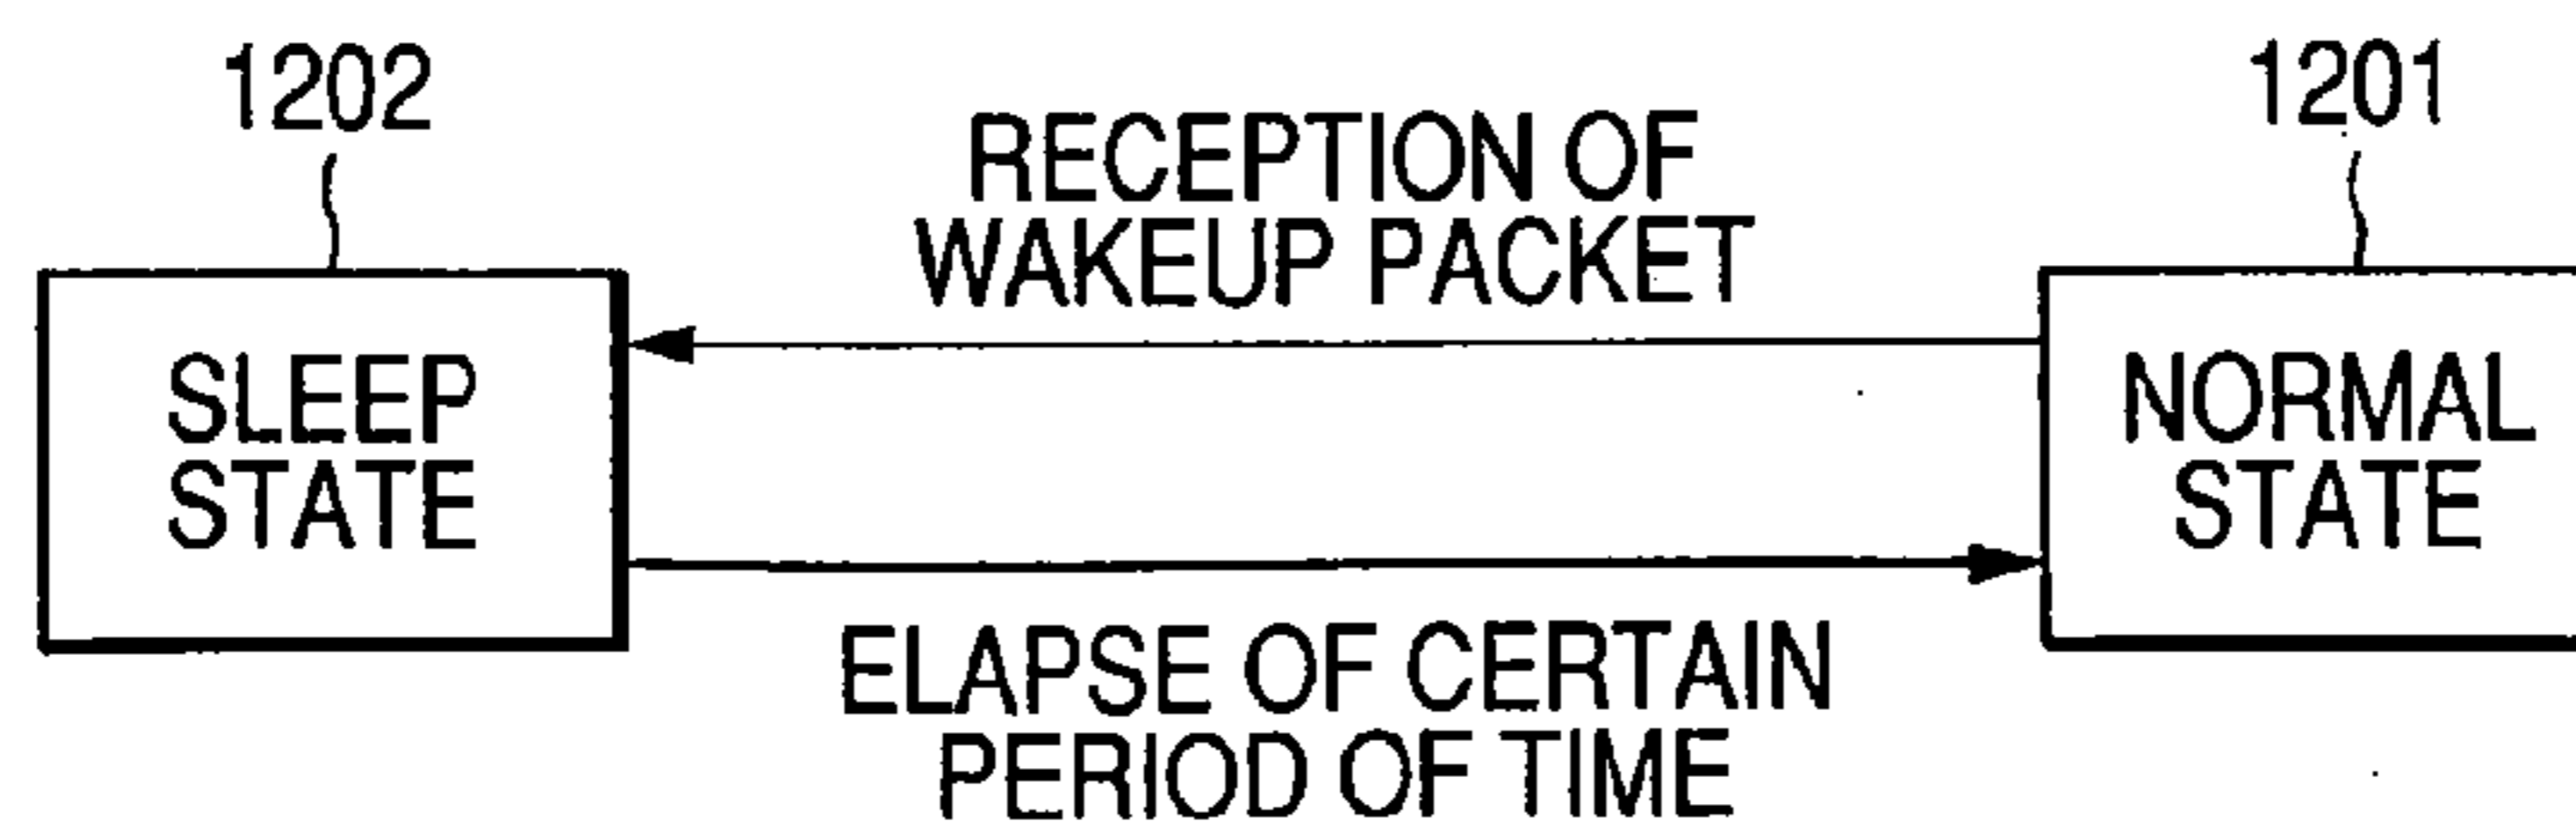 1202
1201
RECEPTION OF
WAKEUP PACKET
SLEEP
STATE
NORMAL
STATE
ELAPSE OF CERTAIN
PERIOD OF TIME